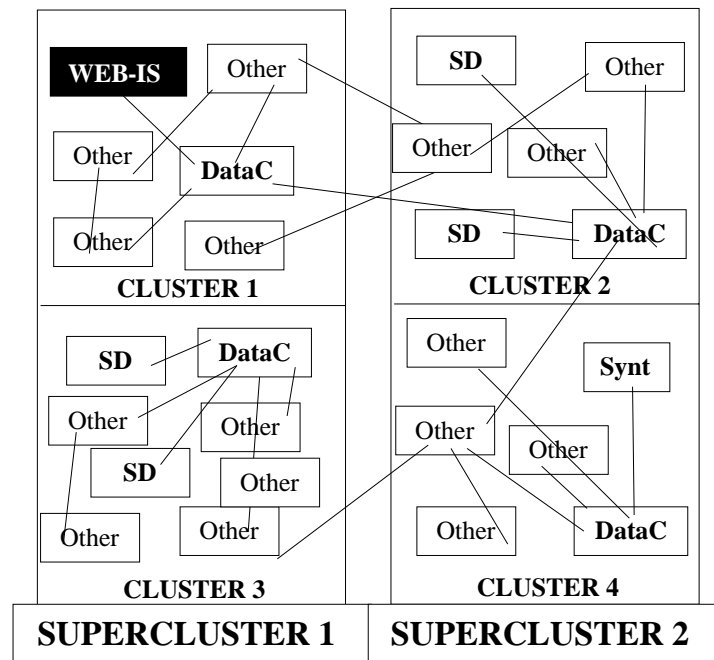 WEB-IS
Other
Other
DataC
Other
Other
CLUSTER 1
SD
Other
Other
Other
SD
DataC
CLUSTER 2
SD
DataC
Other
Other
SD
Other
Other
Other
CLUSTER 3
Other
Synt
Other
Other
Other
DataC
CLUSTER 4
SUPERCLUSTER 1
SUPERCLUSTER 2